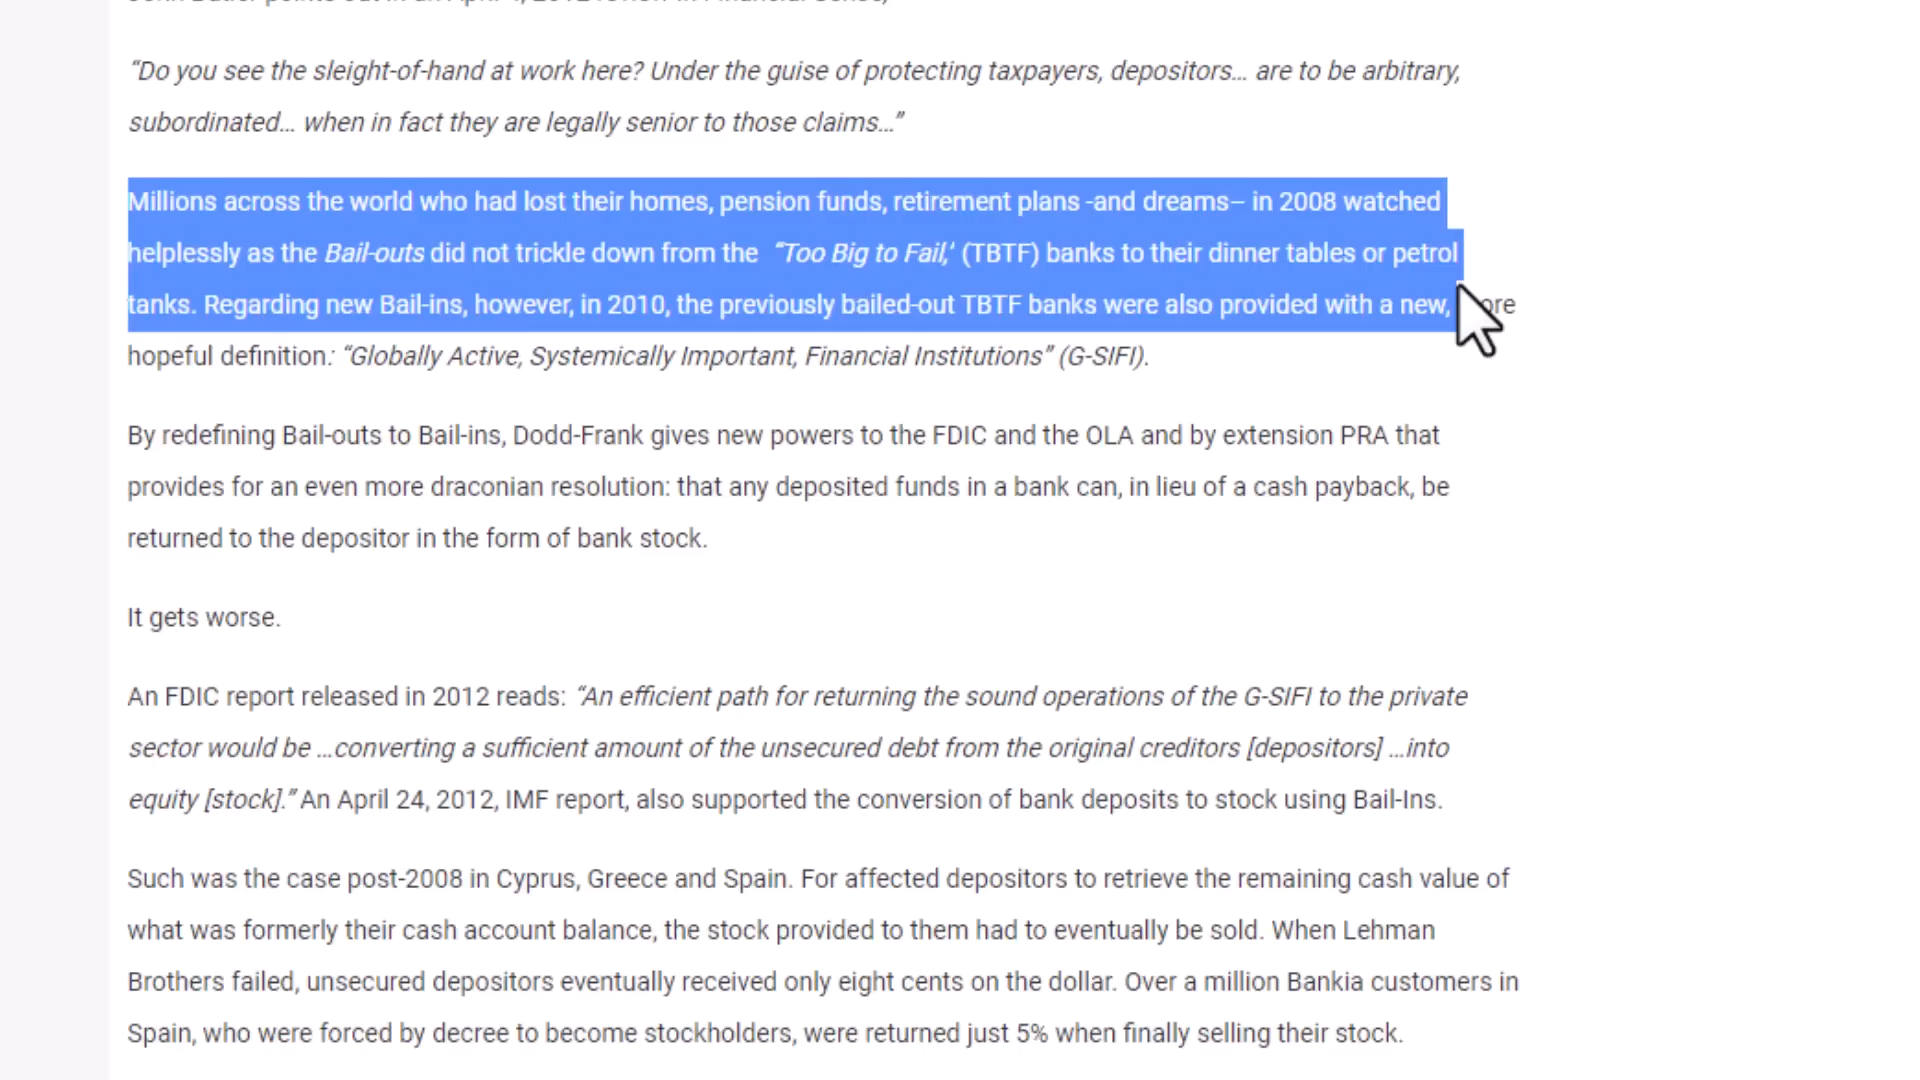 “Do you see the sleight-of-hand at work here? Under the guise of protecting taxpayers, depositors… are to be arbitrary,
subordinated… when in fact they are legally senior to those claims…”
Millions across the world who had lost their homes, pension funds, retirement plans -and dreams– in 2008 watched
helplessly as the Bail-outs did not trickle down from the “Too Big to Fail,’ (TBTF) banks to their dinner tables or petrol
tanks. Regarding new Bail-ins, however, in 2010, the previously bailed-out TBTF banks were also provided with a new,
hopeful definition: “Globally Active, Systemically Important, Financial Institutions” (G-SIFI).
By redefining Bail-outs to Bail-ins, Dodd-Frank gives new powers to the FDIC and the OLA and by extension PRA that
provides for an even more draconian resolution: that any deposited funds in a bank can, in lieu of a cash payback, be
returned to the depositor in the form of bank stock.
It gets worse.
An FDIC report released in 2012 reads: “An efficient path for returning the sound operations of the G-SIFI to the private
sector would be …converting a sufficient amount of the unsecured debt from the original creditors [depositors] …into
equity [stock].” An April 24, 2012, IMF report, also supported the conversion of bank deposits to stock using Bail-Ins.
Such was the case post-2008 in Cyprus, Greece and Spain. For affected depositors to retrieve the remaining cash value of
what was formerly their cash account balance, the stock provided to them had to eventually be sold. When Lehman
Brothers failed, unsecured depositors eventually received only eight cents on the dollar. Over a million Bankia customers in
Spain, who were forced by decree to become stockholders, were returned just 5% when finally selling their stock.